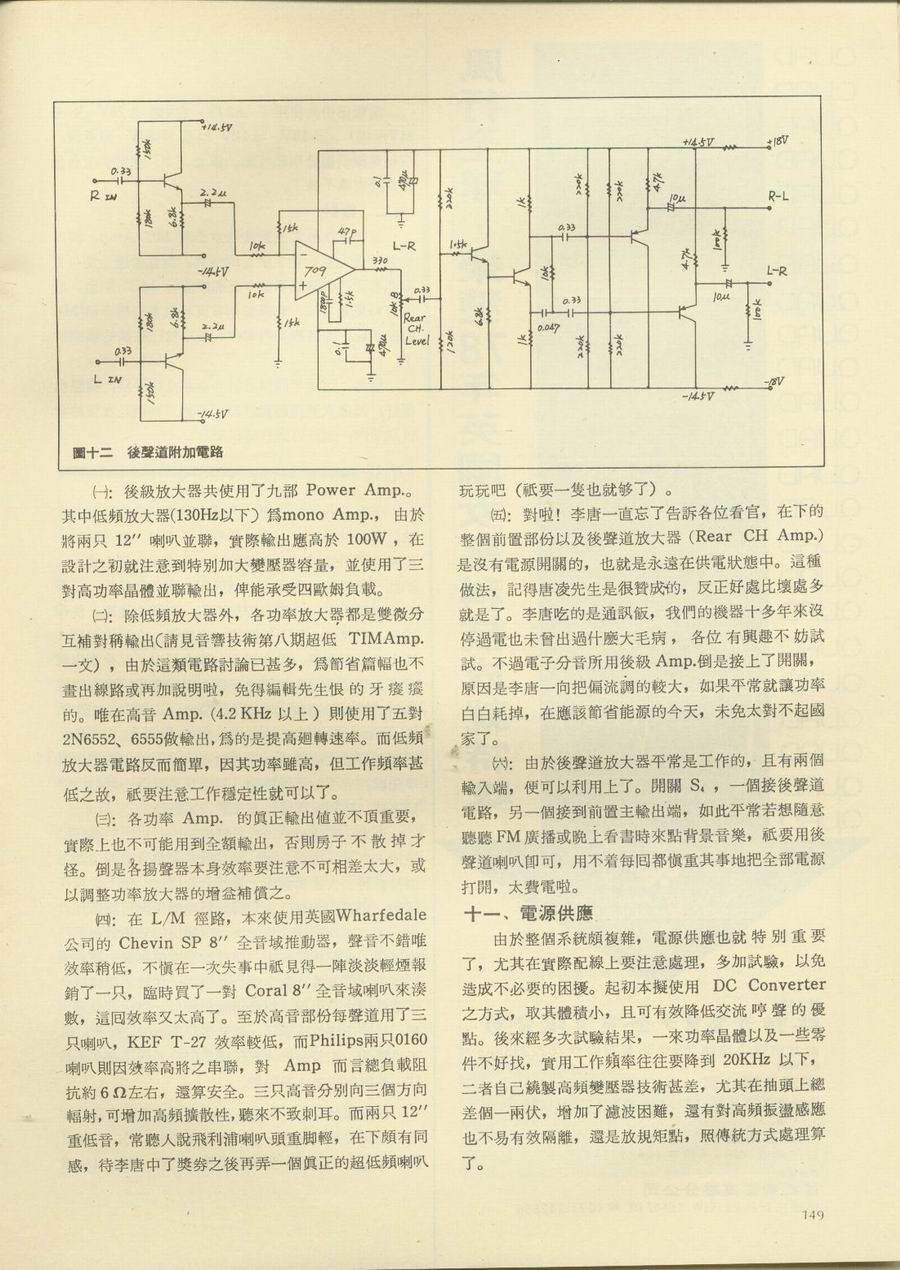 +14.5V
150k
0.33
R IN
180k
6.8k
2.2μ
-14.5V
10k
15k
47P
709
1800P
1.5k
330
L-R
10k B
Rear
CH.
Level
0.33
0.1
470μ
220k
1.5k
120k
6.8k
1k
10k
0.33
0.33
0.047
1k
220k
220k
220k
220k
4.7k
10μ
100k
4.7k
10μ
100k
+14.5V
+18V
R-L
L-R
-14.5V
-18V
180k
6.8k
2.2μ
10k
15k
0.1
470μ
0.33
L IN
150k
-14.5V
圖十二 後聲道附加電路
㈠：後級放大器共使用了九部 Power Amp.。
其中低頻放大器(130Hz以下）爲mono Amp.， 由於
將兩只 12″ 喇叭並聯，實際輸出應高於 100W ，在
設計之初就注意到特別加大變壓器容量，並使用了三
對高功率晶體並聯輸出，俾能承受四歐姆負載。
㈡：除低頻放大器外，各功率放大器都是雙微分
互補對稱輸出(請見音響技術第八期超低 TIMAmp.
一文），由於這類電路討論已甚多，爲節省篇幅也不
畫出線路或再加說明啦，免得編輯先生恨 的 牙 癢 癢
的。唯在高音 Amp. (4.2 KHz 以上 ）則使用了五對
2N6552、6555做輸出,爲的是提高廻轉速率。而低頻
放大器電路反而簡單，因其功率雖高，但工作頻率甚
低之故，祇要注意工作穩定性就可以了。
㈢：各功率 Amp. 的眞正輸出値並不頂重要，
實際上也不可能用到全額輸出，否則房子 不 散 掉 才
怪。倒是各揚聲器本身效率要注意不可相差太大，或
以調整功率放大器的增益補償之。
㈣：在 L/M 徑路，本來使用英國Wharfedale
公司的 Chevin SP 8″ 全音域推動器，聲音不錯唯
效率稍低，不愼在一次失事中祇見得一陣淡淡輕煙報
銷了一只，臨時買了一對 Coral 8″ 全音域喇叭來湊
數，這囘效率又太高了。至於高音部份每聲道用了三
只喇叭，KEF T-27 效率較低，而Philips兩只0160
喇叭則因效率高將之串聯，對 Amp 而言總負載阻
抗約 6 Ω左右，還算安全。三只高音分別向三個方向
輻射,可增加高頻擴散性,聽來不致刺耳。而兩只 12″
重低音，常聽人說飛利浦喇叭頭重脚輕，在下頗有同
感，待李唐中了獎券之後再弄一個眞正的超低頻喇叭
玩玩吧（祇要一隻也就够了）。
㈤：對啦！李唐一直忘了告訴各位看官，在下的
整個前置部份以及後聲道放大器 (Rear CH Amp.)
是沒有電源開關的，也就是永遠在供電狀態中。這種
做法，記得唐凌先生是很贊成的，反正好處比壞處多
就是了。李唐吃的是通訊飯，我們的機器十多年來沒
停過電也未曾出過什麼大毛病 ，各位 有興趣不 妨試
試。不過電子分音所用後級 Amp.倒是接上了開關，
原因是李唐一向把偏流調的較大，如果平常就讓功率
白白耗掉，在應該節省能源的今天，未免太對不起國
家了。
㈥：由於後聲道放大器平常是工作的，且有兩個
輸入端，便可以利用上了。開關 S₄ ，一個接後聲道
電路，另一個接到前置主輸出端，如此平常若想隨意
聽聽 FM 廣播或晚上看書時來點背景音樂，祇要用後
聲道喇叭卽可，用不着每囘都愼重其事地把全部電源
打開，太費電啦。
十一、電源供應
由於整個系統頗複雜，電源供應也就 特 別 重 要
了，尤其在實際配線上要注意處理，多加試驗，以免
造成不必要的困擾。起初本擬使用 DC Converter
之方式，取其體積小，且可有效降低交流 哼 聲 的 優
點。後來經多次試驗結果，一來功率晶體以及一些零
件不好找，實用工作頻率往往要降到 20KHz 以下，
二者自己繞製高頻變壓器技術甚差，尤其在抽頭上總
差個一兩伏，增加了濾波困難，還有對高頻振盪感應
也不易有效隔離，還是放規矩點，照傳統方式處理算
了。
149